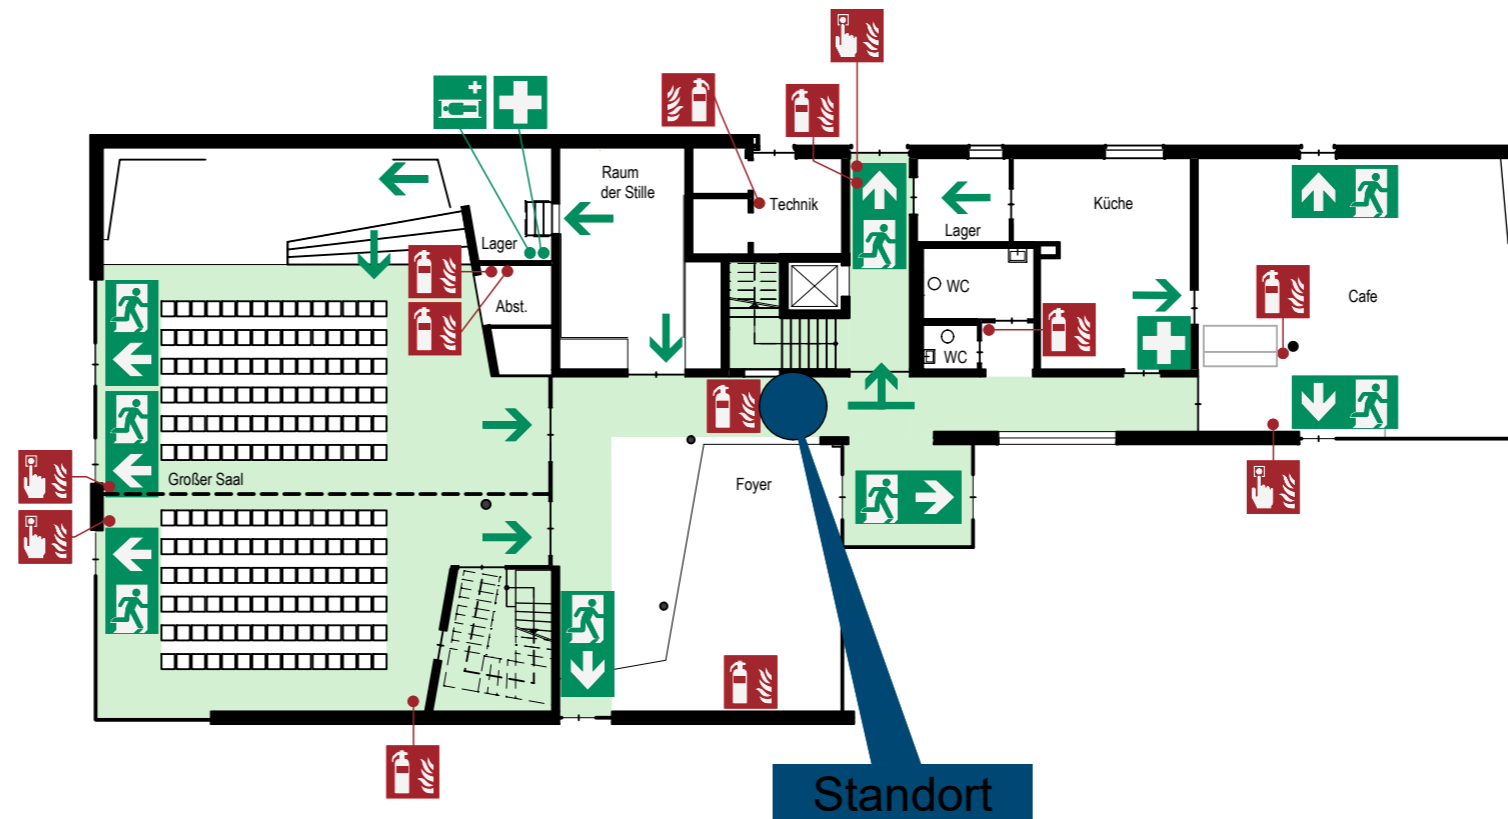 Raum
der Stille
Technik
Küche
Lager
Lager
WC
Cafe
Abst.
WC
Großer Saal
Foyer
Standort